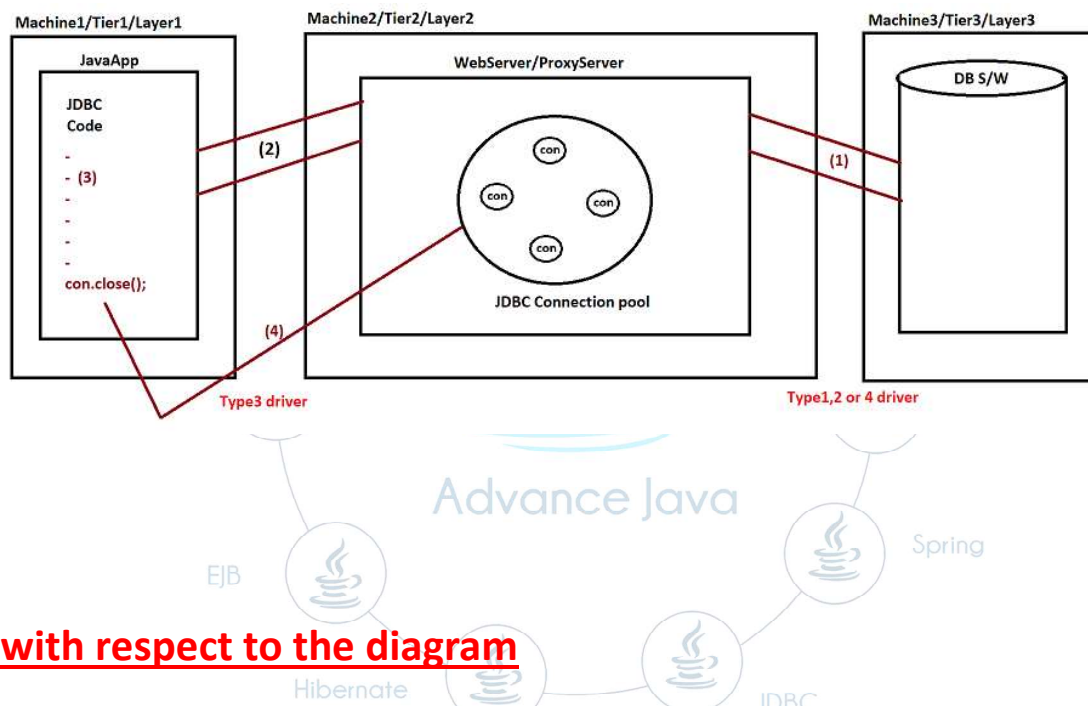 Machine1/Tier1/Layer1
JavaApp
JDBC
Code
-
- (3)
-
-
-
-
con.close();
(2)
(4)
Type3 driver
Machine2/Tier2/Layer2
WebServer/ProxyServer
con
con
con
con
JDBC Connection pool
(1)
Type1,2 or 4 driver
Machine3/Tier3/Layer3
DB S/W
Advance Java
EJB
Spring
with respect to the diagram
Hibernate
JDBC